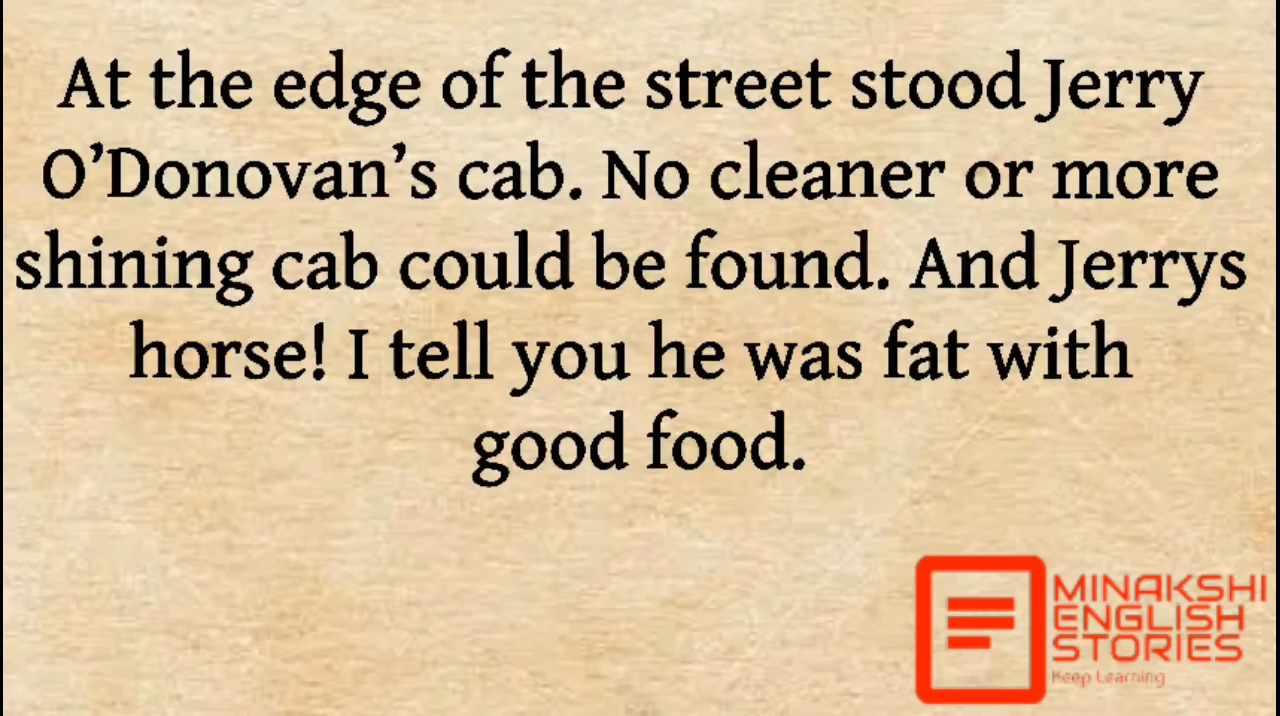 At the edge of the street stood Jerry
O’Donovan’s cab. No cleaner or more
shining cab could be found. And Jerrys
horse! I tell you he was fat with
good food.
MINAKSHI
ENGLISH
STORIES
Keep Learning